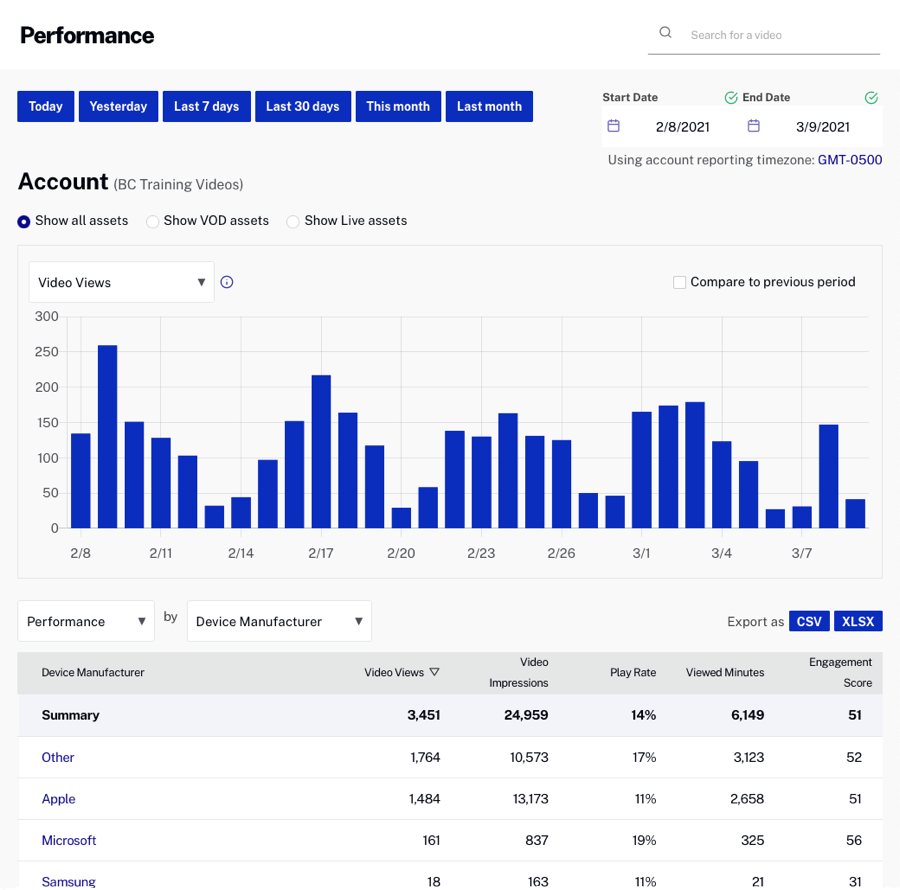 Performance
Search for a video
Today Yesterday Last 7 days Last 30 days This month Last month
Start Date End Date
2/8/2021 3/9/2021
Using account reporting timezone: GMT-0500
Account (BC Training Videos)
Show all assets Show VOD assets Show Live assets
Video Views Compare to previous period
300
250
200
150
100
50
0
2/8 2/11 2/14 2/17 2/20 2/23 2/26 3/1 3/4 3/7
Performance by Device Manufacturer Export as CSV XLSX
Device Manufacturer Video Views Video Impressions Play Rate Viewed Minutes Engagement Score
Summary 3,451 24,959 14% 6,149 51
Other 1,764 10,573 17% 3,123 52
Apple 1,484 13,173 11% 2,658 51
Microsoft 161 837 19% 325 56
Samsung 18 163 11% 21 31